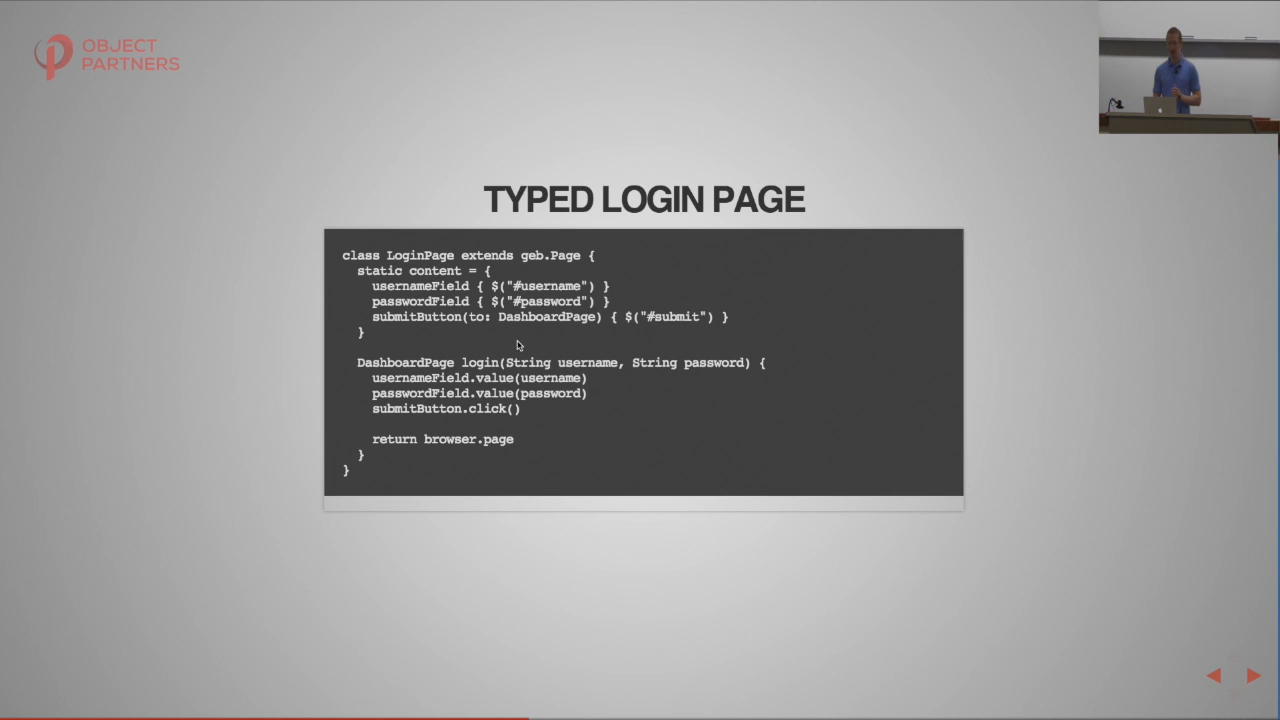 OBJECT
PARTNERS
TYPED LOGIN PAGE
class LoginPage extends geb.Page {
  static content = {
    usernameField { $("#username") }
    passwordField { $("#password") }
    submitButton(to: DashboardPage) { $("#submit") }
  }
  DashboardPage login(String username, String password) {
    usernameField.value(username)
    passwordField.value(password)
    submitButton.click()
    return browser.page
  }
}